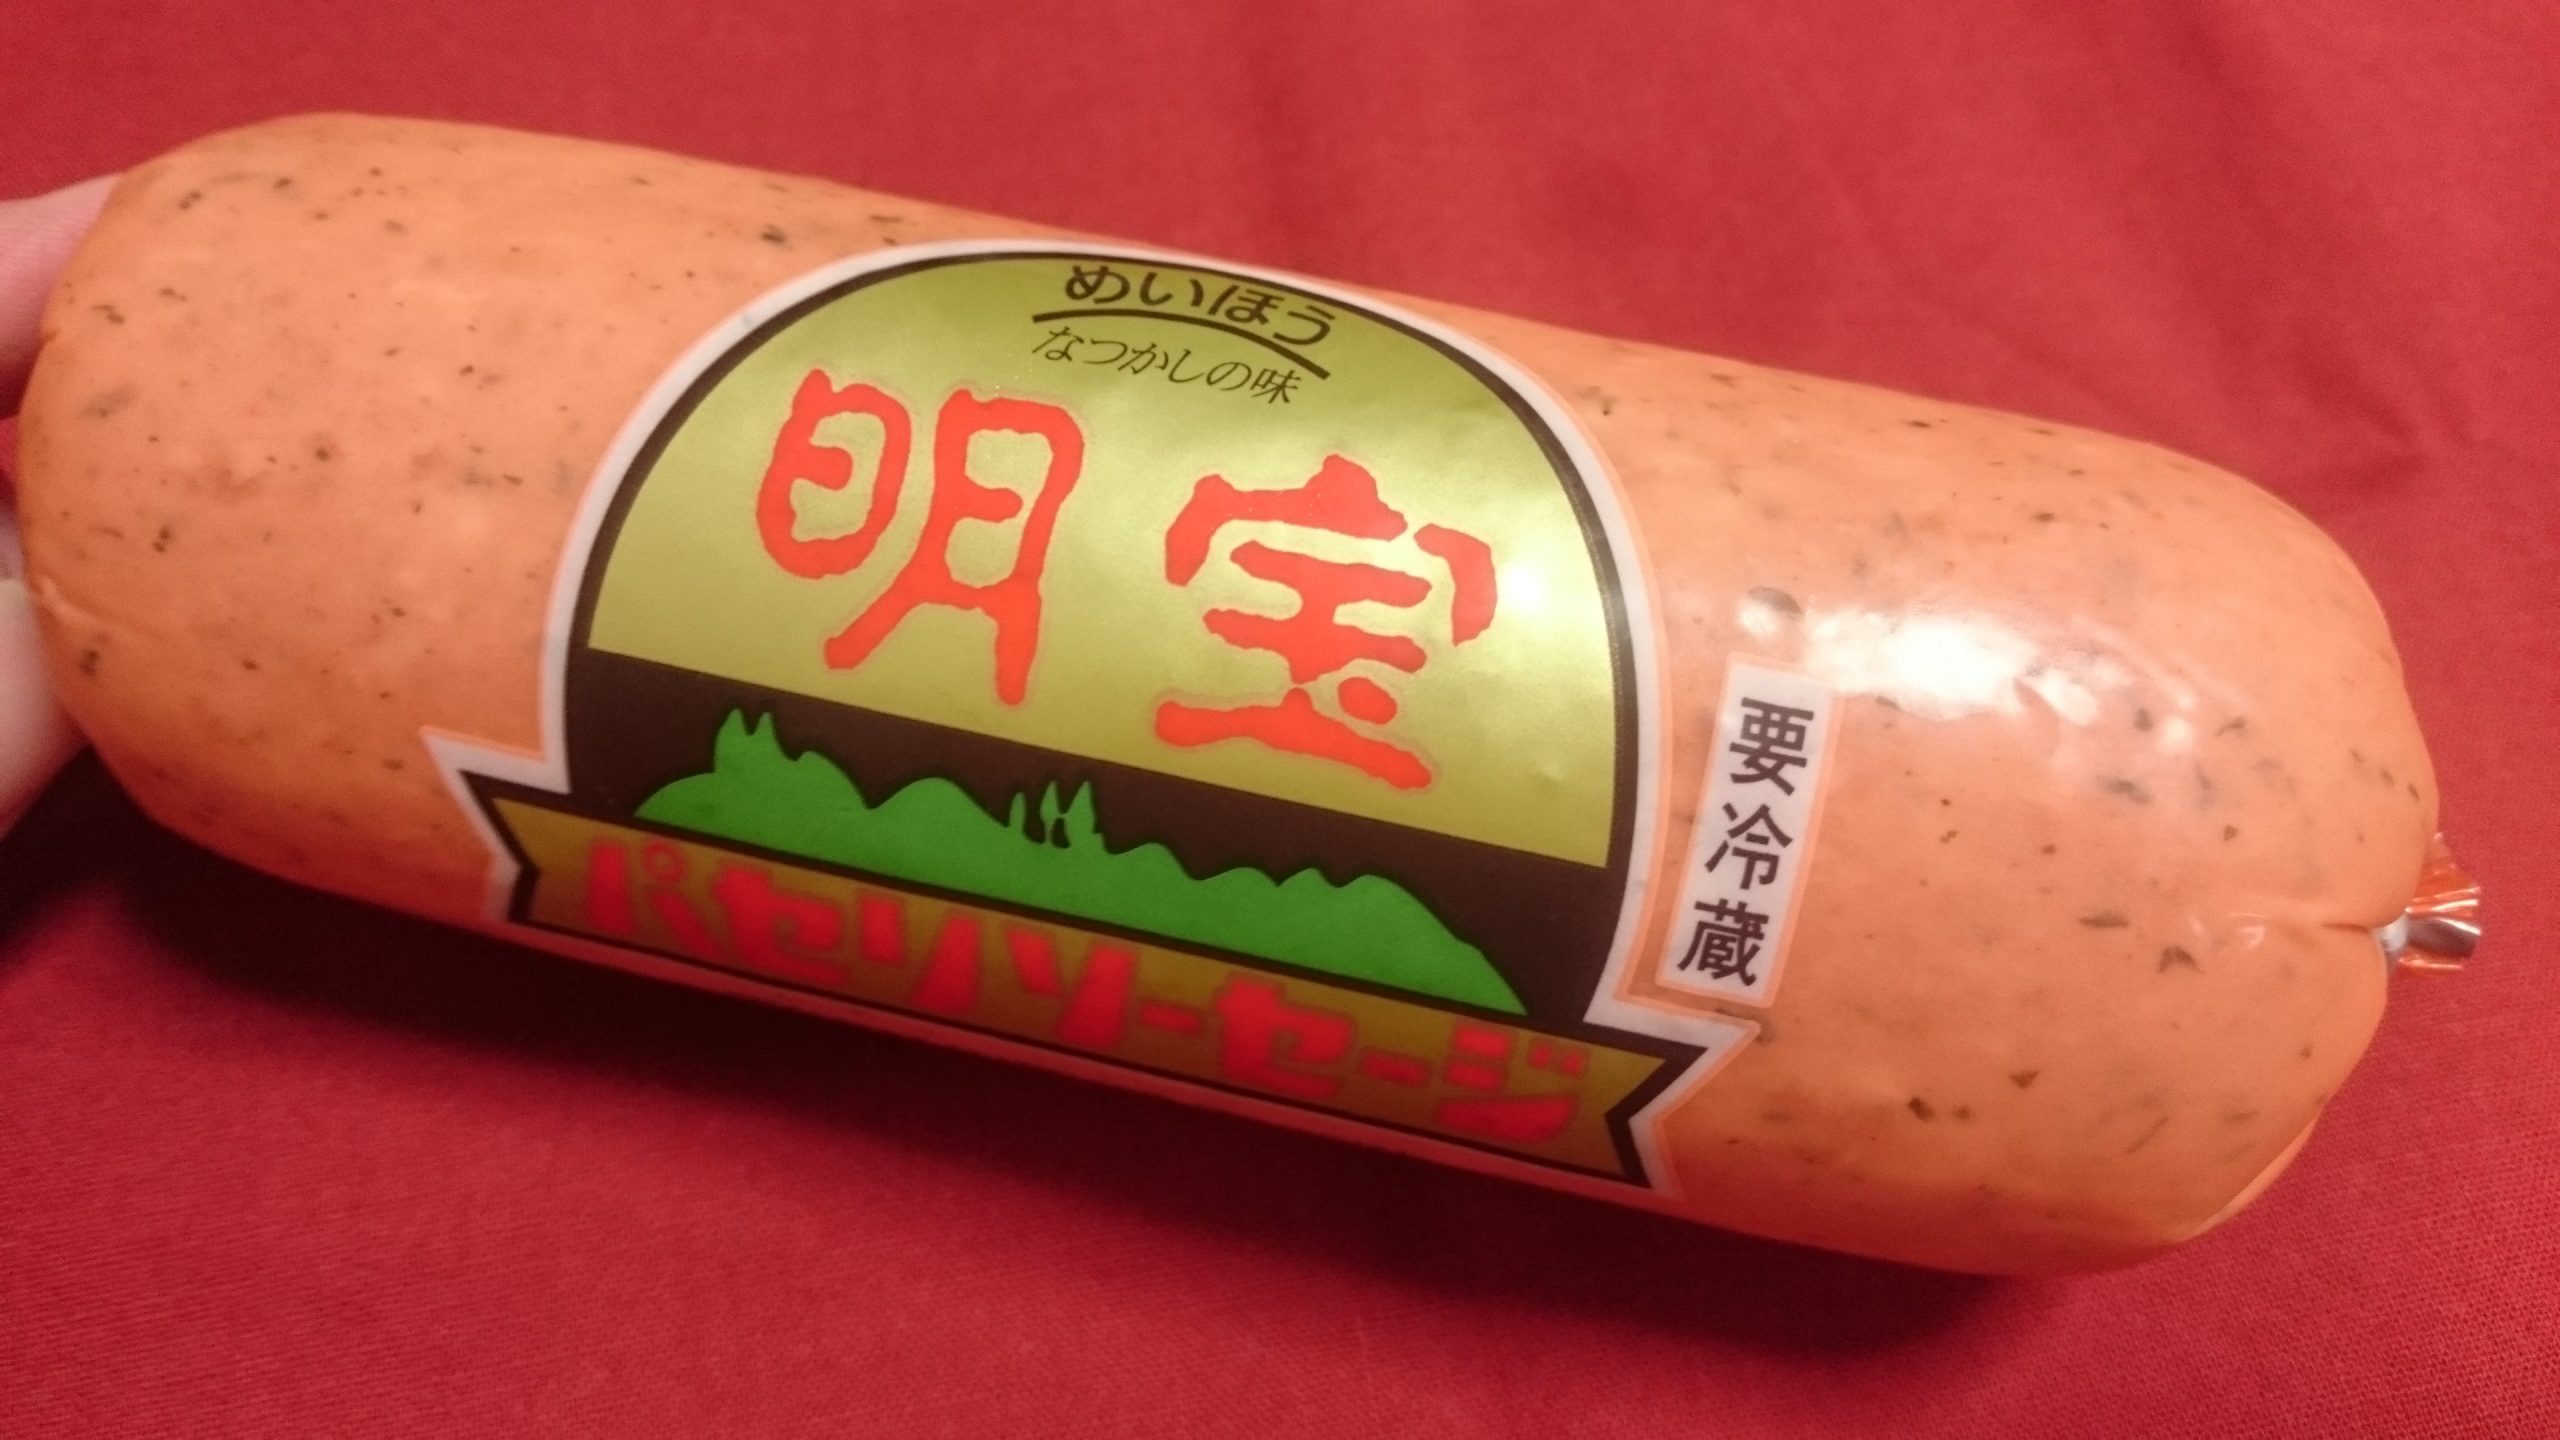 めいほう
なつかしの味
明宝
パセリソーセージ
要冷蔵